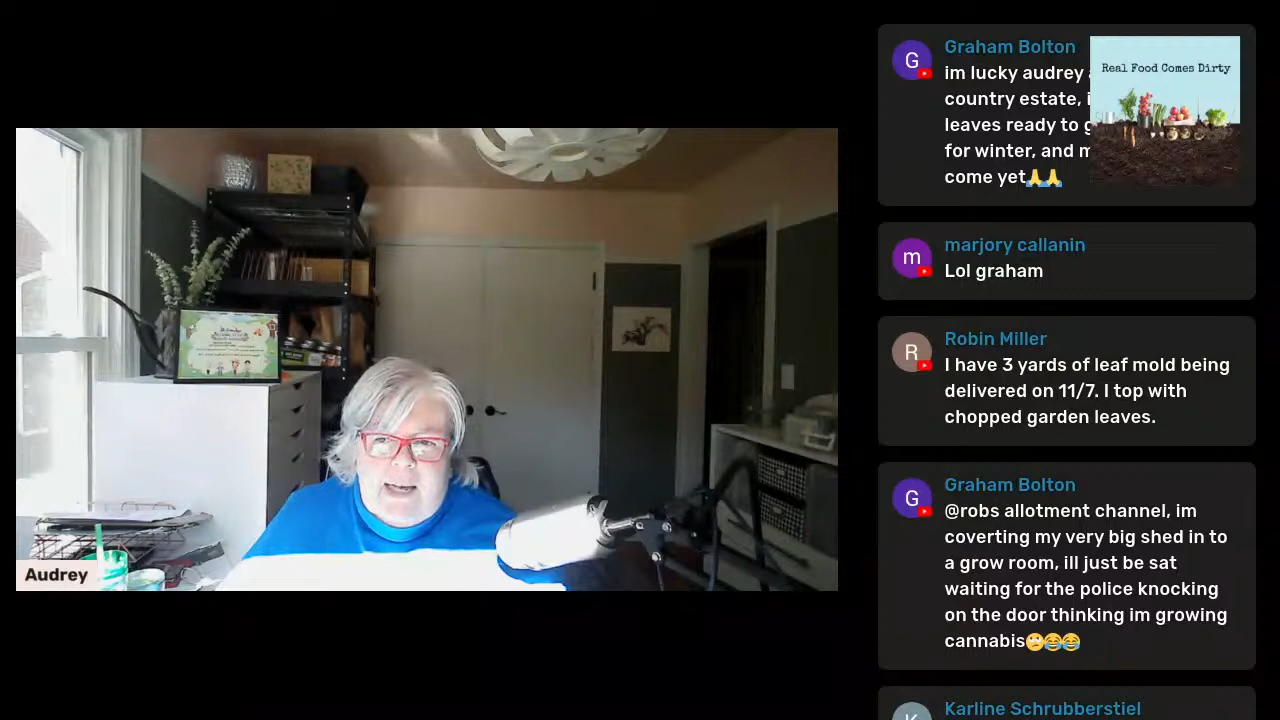 Graham Bolton
im lucky audrey
country estate,
leaves ready to
for winter, and
come yet🙏🙏
Real Food Comes Dirty
marjory callanin
Lol graham
Robin Miller
I have 3 yards of leaf mold being
delivered on 11/7. I top with
chopped garden leaves.
Graham Bolton
@robs allotment channel, im
coverting my very big shed in to
a grow room, ill just be sat
waiting for the police knocking
on the door thinking im growing
cannabis🙄😂😂
Karline Schrubberstiel
Audrey
G
m
R
G